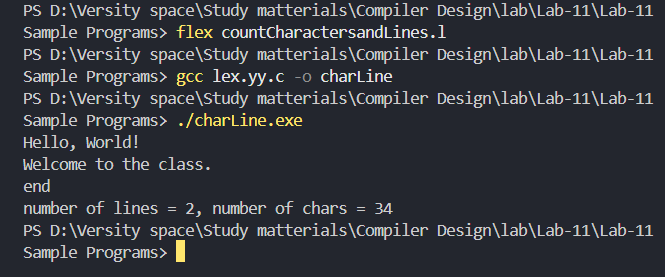 PS D:\Versity space\Study matterials\Compiler Design\lab\Lab-11\Lab-11
Sample Programs> flex countCharactersandLines.l
PS D:\Versity space\Study matterials\Compiler Design\lab\Lab-11\Lab-11
Sample Programs> gcc lex.yy.c -o charLine
PS D:\Versity space\Study matterials\Compiler Design\lab\Lab-11\Lab-11
Sample Programs> ./charLine.exe
Hello, World!
Welcome to the class.
end
number of lines = 2, number of chars = 34
PS D:\Versity space\Study matterials\Compiler Design\lab\Lab-11\Lab-11
Sample Programs>